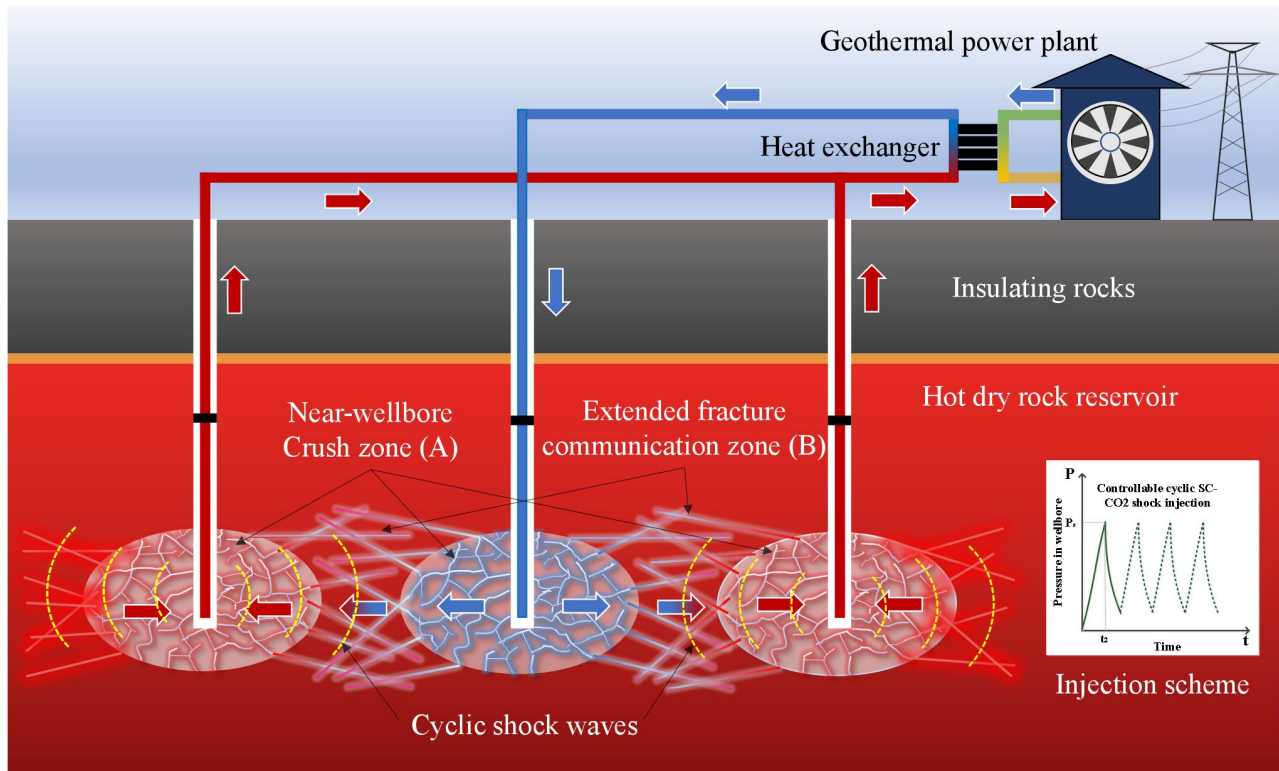 Geothermal power plant
Heat exchanger
Insulating rocks
Hot dry rock reservoir
Near-wellbore
Crush zone (A)
Extended fracture
communication zone (B)
P
Controllable cyclic SC-
CO2 shock injection
Pressure in wellbore
t2
Time
t
Injection scheme
Cyclic shock waves